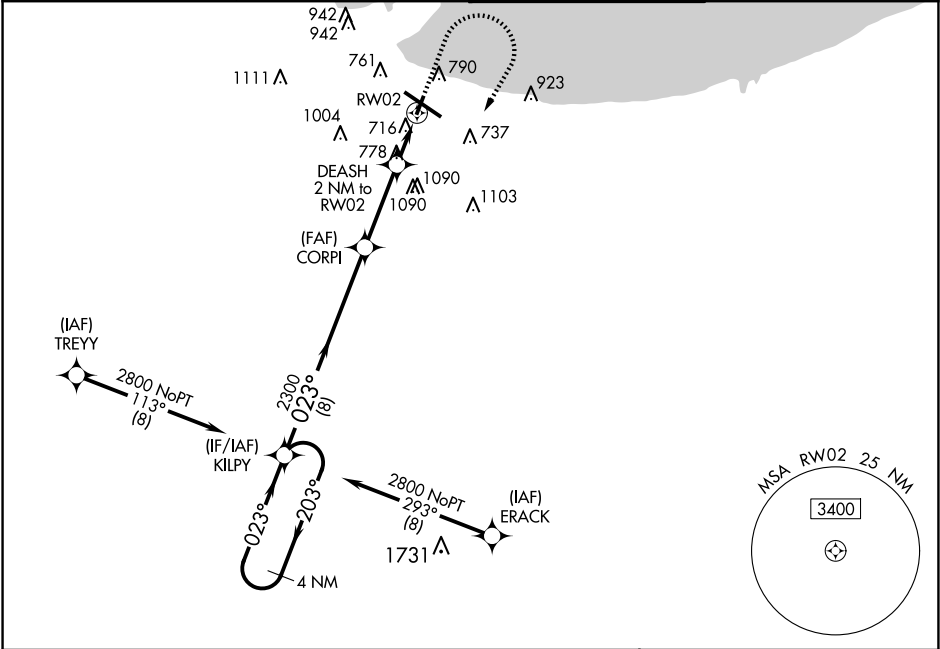 942
942
761
790
1111
923
RW02
1004
716
737
778
DEASH
2 NM to
RW02
1090
1090
1103
(FAF)
CORPI
(IAF)
TREYY
2800 NoPT
113°
(8)
2300
023°
(8)
(IF/IAF)
KILPY
023°
203°
4 NM
2800 NoPT
293°
(8)
(IAF)
ERACK
1731
MSA RW02 25 NM
3400